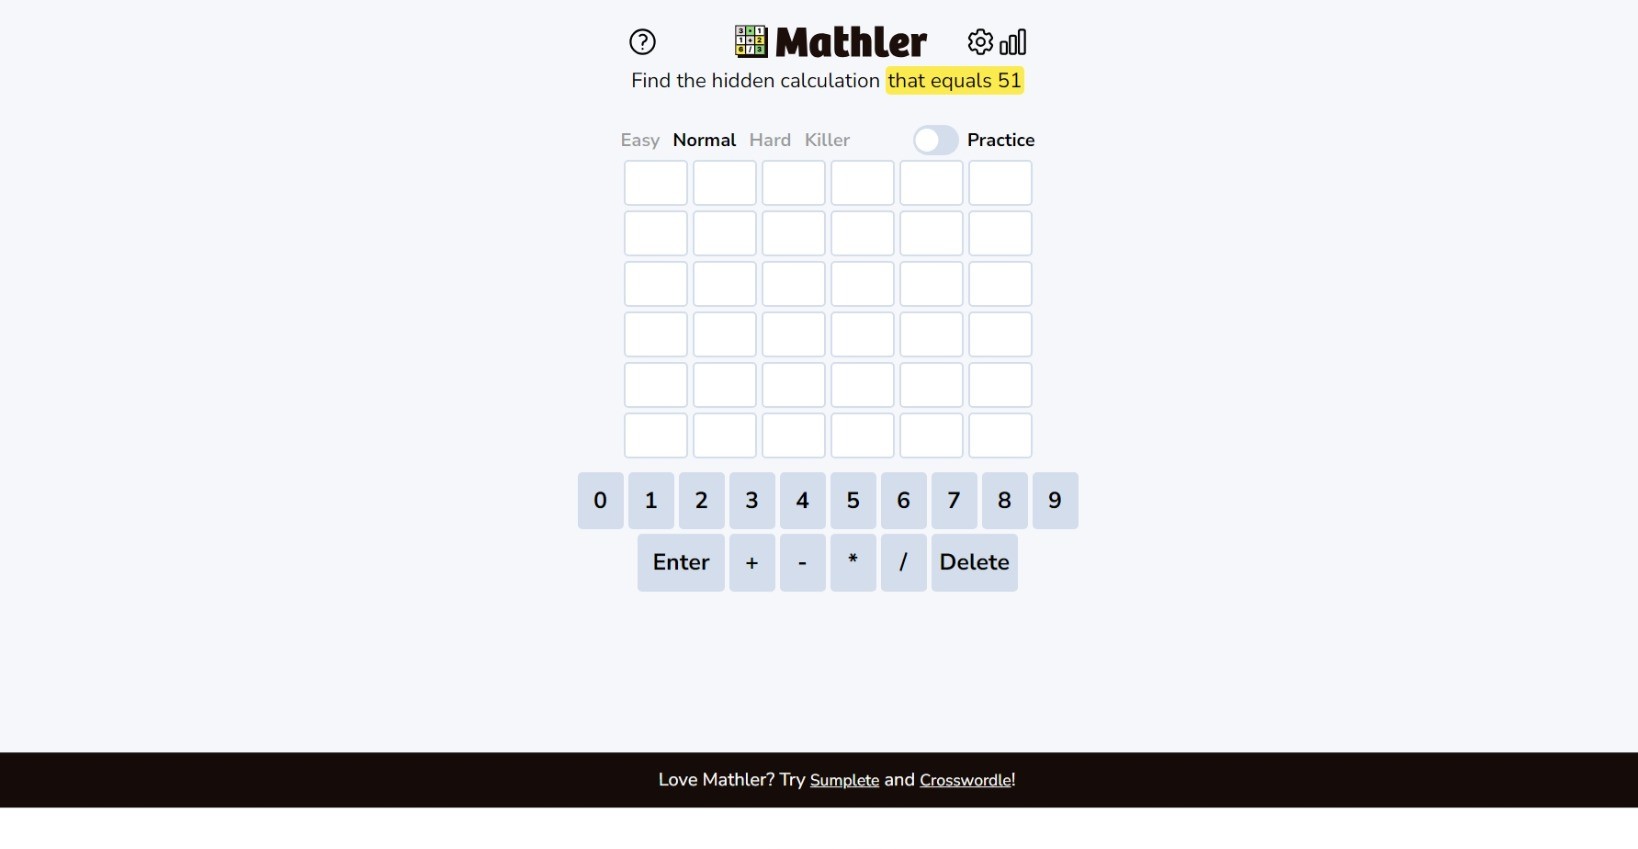 Mathler
Find the hidden calculation that equals 51
Easy Normal Hard Killer Practice
0 1 2 3 4 5 6 7 8 9
Enter + - * / Delete
Love Mathler? Try Sumplete and Crosswordle!